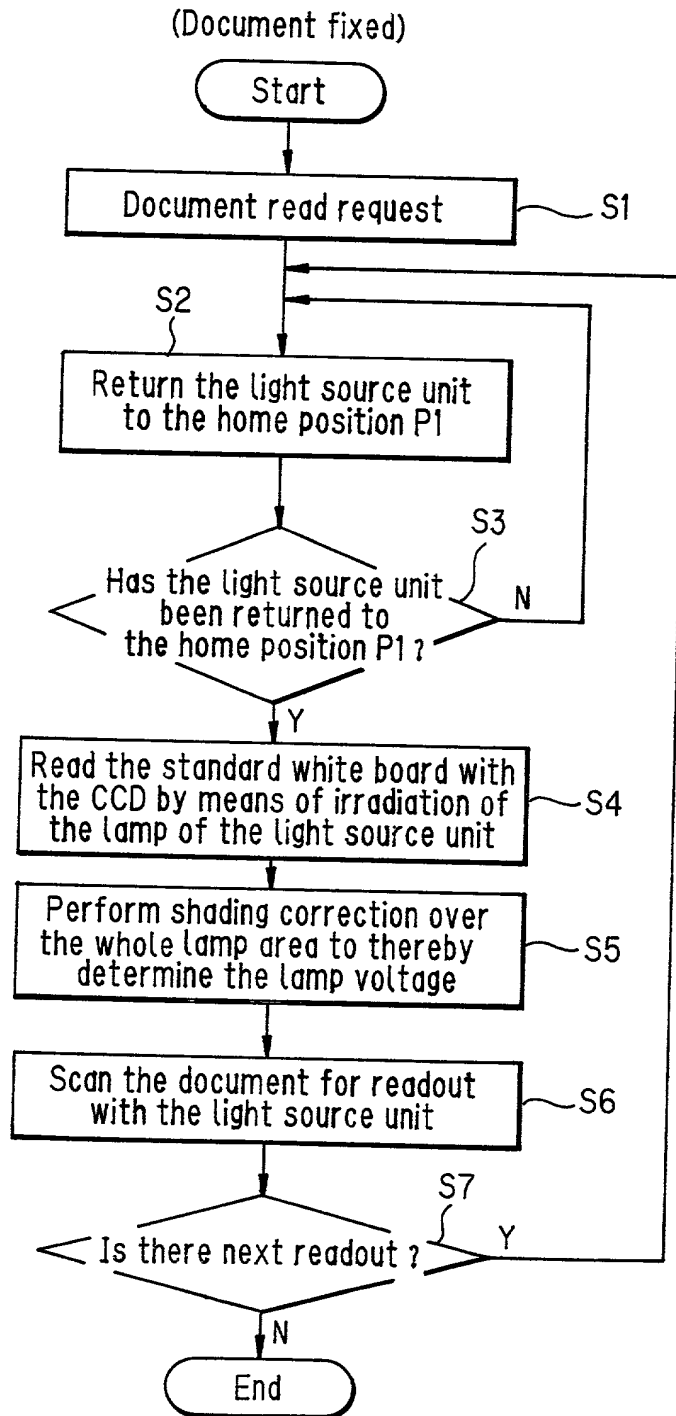 (Document fixed)
Start
Document read request
S1
S2
Return the light source unit
to the home position P1
S3
Has the light source unit
been returned to
the home position P1 ?
N
Y
Read the standard white board with
the CCD by means of irradiation of
the lamp of the light source unit
S4
Perform shading correction over
the whole lamp area to thereby
determine the lamp voltage
S5
Scan the document for readout
with the light source unit
S6
S7
Is there next readout ?
Y
N
End